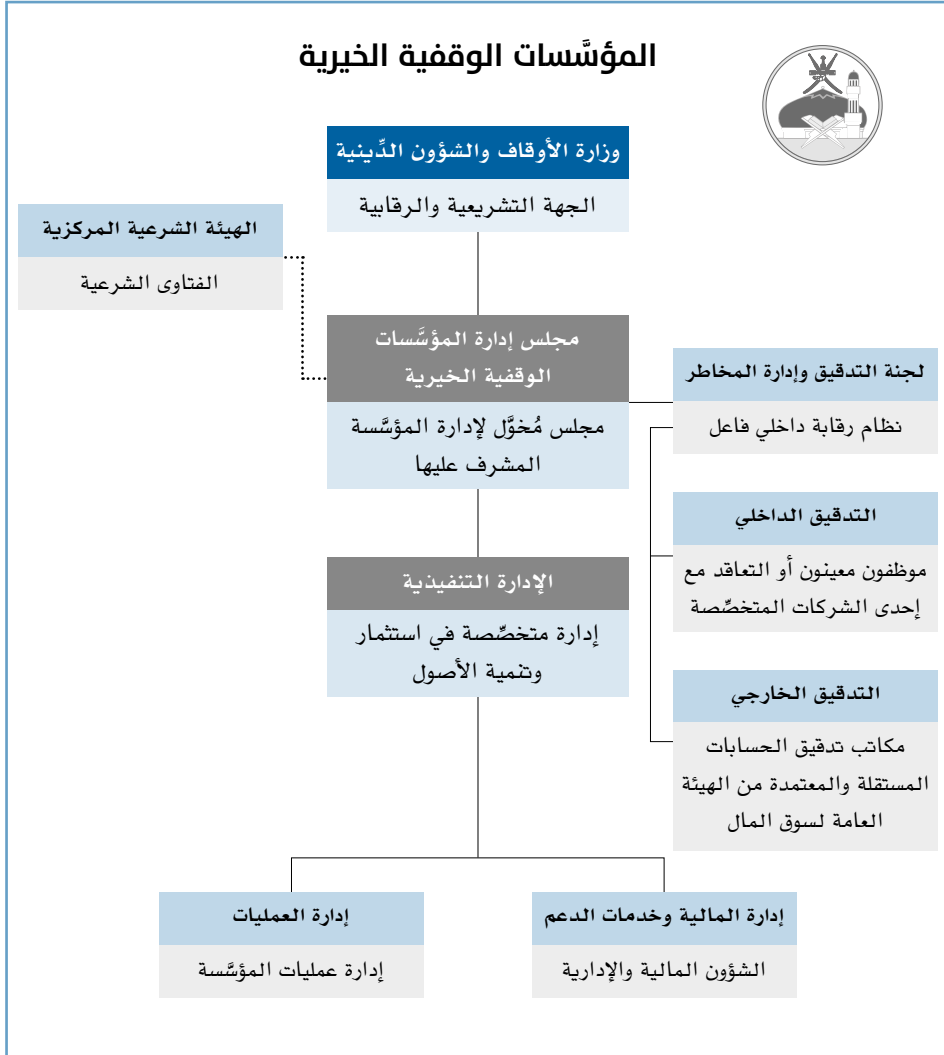 المؤسَّسات الوقفية الخيرية
وزارة الأوقاف والشؤون الدِّينية
الجهة التشريعية والرقابية
الهيئة الشرعية المركزية
الفتاوى الشرعية
مجلس إدارة المؤسَّسات
الوقفية الخيرية
مجلس مُخوَّل لإدارة المؤسَّسة
المشرف عليها
لجنة التدقيق وإدارة المخاطر
نظام رقابة داخلي فاعل
التدقيق الداخلي
موظفون معينون أو التعاقد مع
إحدى الشركات المتخصِّصة
الإدارة التنفيذية
إدارة متخصِّصة في استثمار
وتنمية الأصول
التدقيق الخارجي
مكاتب تدقيق الحسابات
المستقلة والمعتمدة من الهيئة
العامة لسوق المال
إدارة المالية وخدمات الدعم
الشؤون المالية والإدارية
إدارة العمليات
إدارة عمليات المؤسَّسة